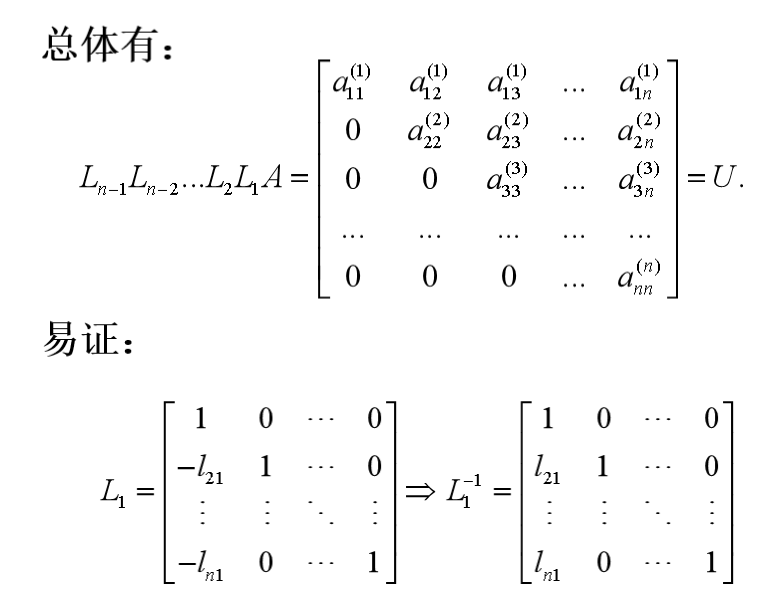 总体有：
L_{n-1}L_{n-2}...L_2L_1A = \begin{bmatrix} a_{11}^{(1)} & a_{12}^{(1)} & a_{13}^{(1)} & ... & a_{1n}^{(1)} \\ 0 & a_{22}^{(2)} & a_{23}^{(2)} & ... & a_{2n}^{(2)} \\ 0 & 0 & a_{33}^{(3)} & ... & a_{3n}^{(3)} \\ ... & ... & ... & ... & ... \\ 0 & 0 & 0 & ... & a_{nn}^{(n)} \end{bmatrix} = U.
易证：
L_1 = \begin{bmatrix} 1 & 0 & \cdots & 0 \\ -l_{21} & 1 & \cdots & 0 \\ \vdots & \vdots & \ddots & \vdots \\ -l_{n1} & 0 & \cdots & 1 \end{bmatrix} \Rightarrow L_1^{-1} = \begin{bmatrix} 1 & 0 & \cdots & 0 \\ l_{21} & 1 & \cdots & 0 \\ \vdots & \vdots & \ddots & \vdots \\ l_{n1} & 0 & \cdots & 1 \end{bmatrix}